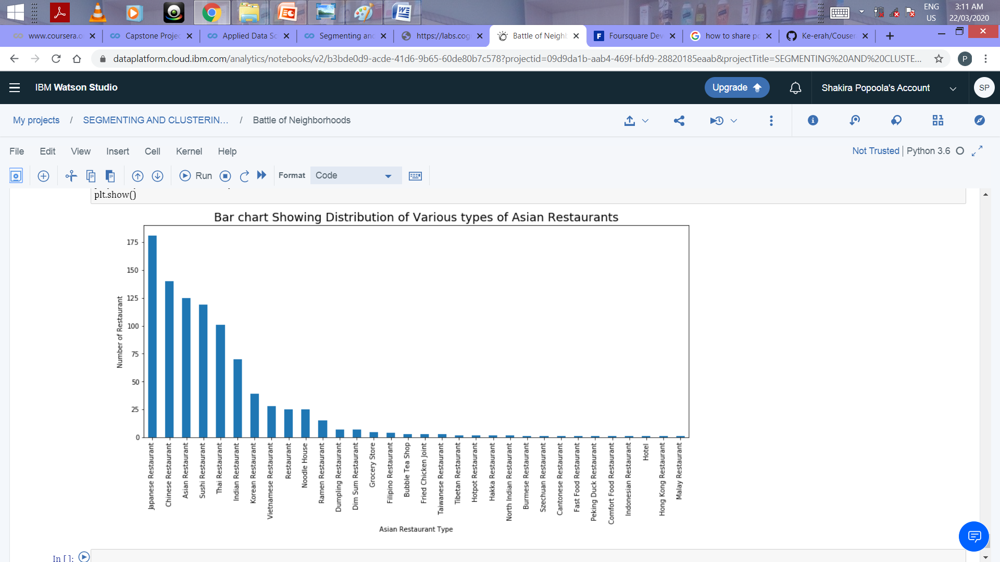 ENG
US
3:11 AM
22/03/2020
www.coursera.o
Capstone Projec
Applied Data Sc
Segmenting and
https://labs.cog
Battle of Neighb
Foursquare Dev
how to share po
Ke-erah/Couser
dataplatform.cloud.ibm.com/analytics/notebooks/v2/b3bde0d9-acde-41d6-9b65-60de80b7c578?projectid=09d9da1b-aab4-469f-bfd9-28820185eaab&projectTitle=SEGMENTING%20AND%20CLUSTE...
P
IBM Watson Studio
Upgrade
Shakira Popoola's Account
SP
My projects / SEGMENTING AND CLUSTERIN... / Battle of Neighborhoods
File Edit View Insert Cell Kernel Help
Not Trusted | Python 3.6
Run
Format
Code
plt.show()
Bar chart Showing Distribution of Various types of Asian Restaurants
Number of Restaurant
175
150
125
100
75
50
25
0
Japanese Restaurant
Chinese Restaurant
Asian Restaurant
Sushi Restaurant
Thai Restaurant
Indian Restaurant
Korean Restaurant
Vietnamese Restaurant
Restaurant
Noodle House
Ramen Restaurant
Dumpling Restaurant
Dim Sum Restaurant
Grocery Store
Filipino Restaurant
Bubble Tea Shop
Fried Chicken Joint
Taiwanese Restaurant
Tibetan Restaurant
Hotpot Restaurant
Hakka Restaurant
North Indian Restaurant
Burmese Restaurant
Szechuan Restaurant
Cantonese Restaurant
Fast Food Restaurant
Peking Duck Restaurant
Comfort Food Restaurant
Indonesian Restaurant
Hotel
Hong Kong Restaurant
Malay Restaurant
Asian Restaurant Type
In [ ]: